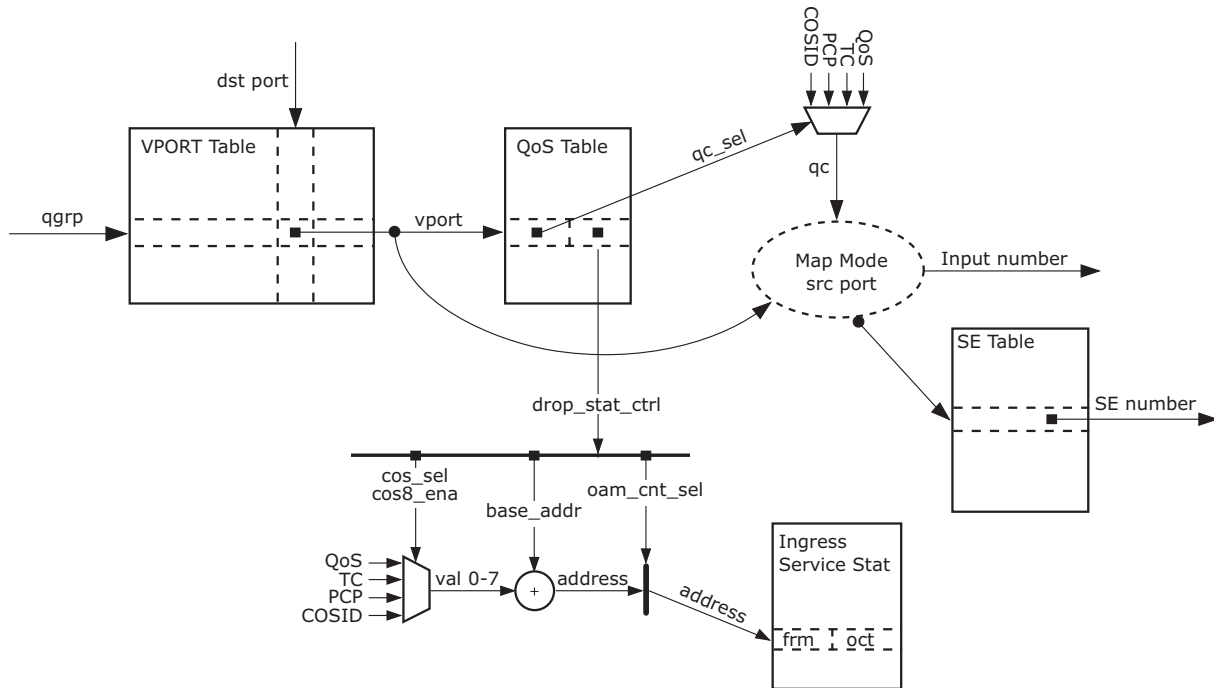 COSID
PCP
TC
QoS
dst port
VPORT Table
QoS Table
qc_sel
qc
qgrp
vport
Map Mode
src port
Input number
SE Table
SE number
drop_stat_ctrl
cos_sel
cos8_ena
base_addr
oam_cnt_sel
Ingress
Service Stat
QoS
TC
PCP
COSID
val 0-7
+
address
address
frm
oct